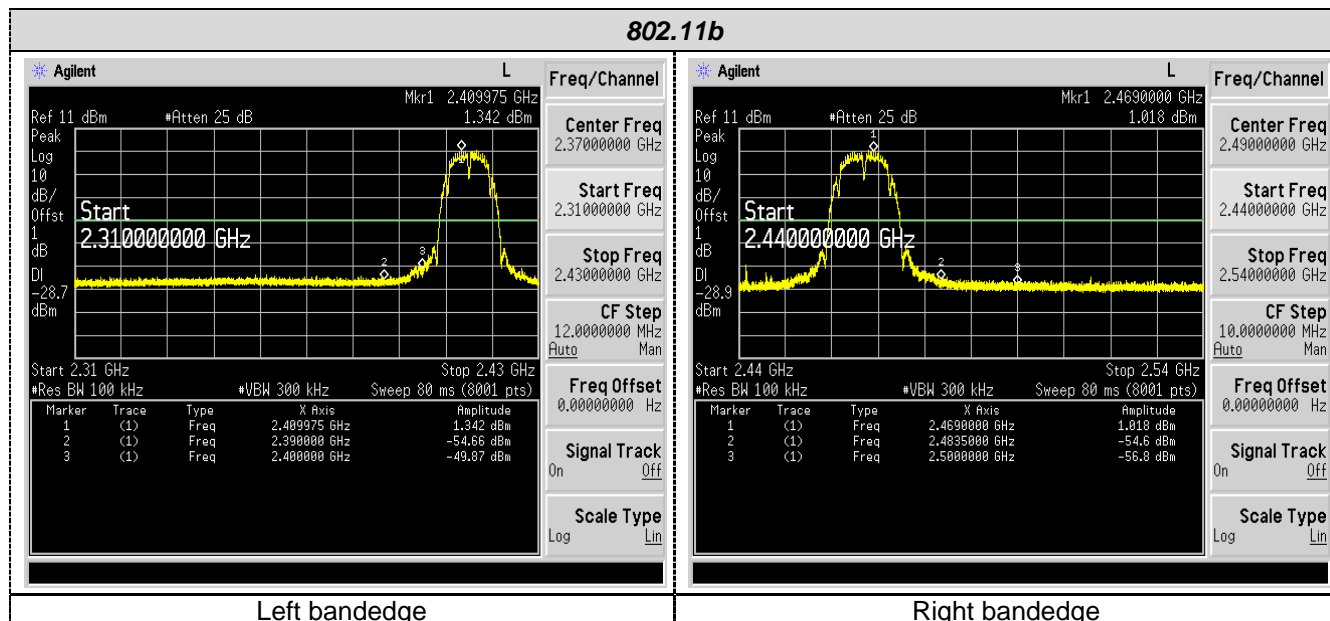 802.11b
Agilent L
Mkr1 2.409975 GHz
Ref 11 dBm #Atten 25 dB 1.342 dBm
Peak
Log
10
dB/
Offst
1
dB
DI
-28.7
dBm
1
2
3
Start
2.310000000 GHz
Start 2.31 GHz Stop 2.43 GHz
#Res BW 100 kHz #VBW 300 kHz Sweep 80 ms (8001 pts)
Marker Trace Type X Axis Amplitude
1 (1) Freq 2.409975 GHz 1.342 dBm
2 (1) Freq 2.390000 GHz -54.66 dBm
3 (1) Freq 2.400000 GHz -49.87 dBm
Freq/Channel
Center Freq
2.37000000 GHz
Start Freq
2.31000000 GHz
Stop Freq
2.43000000 GHz
CF Step
12.0000000 MHz
Auto Man
Freq Offset
0.00000000 Hz
Signal Track
On Off
Scale Type
Log Lin
Left bandedge
Agilent L
Mkr1 2.4690000 GHz
Ref 11 dBm #Atten 25 dB 1.018 dBm
Peak
Log
10
dB/
Offst
1
dB
DI
-28.9
dBm
1
2
3
Start
2.440000000 GHz
Start 2.44 GHz Stop 2.54 GHz
#Res BW 100 kHz #VBW 300 kHz Sweep 80 ms (8001 pts)
Marker Trace Type X Axis Amplitude
1 (1) Freq 2.4690000 GHz 1.018 dBm
2 (1) Freq 2.4835000 GHz -54.6 dBm
3 (1) Freq 2.5000000 GHz -56.8 dBm
Freq/Channel
Center Freq
2.49000000 GHz
Start Freq
2.44000000 GHz
Stop Freq
2.54000000 GHz
CF Step
10.0000000 MHz
Auto Man
Freq Offset
0.00000000 Hz
Signal Track
On Off
Scale Type
Log Lin
Right bandedge